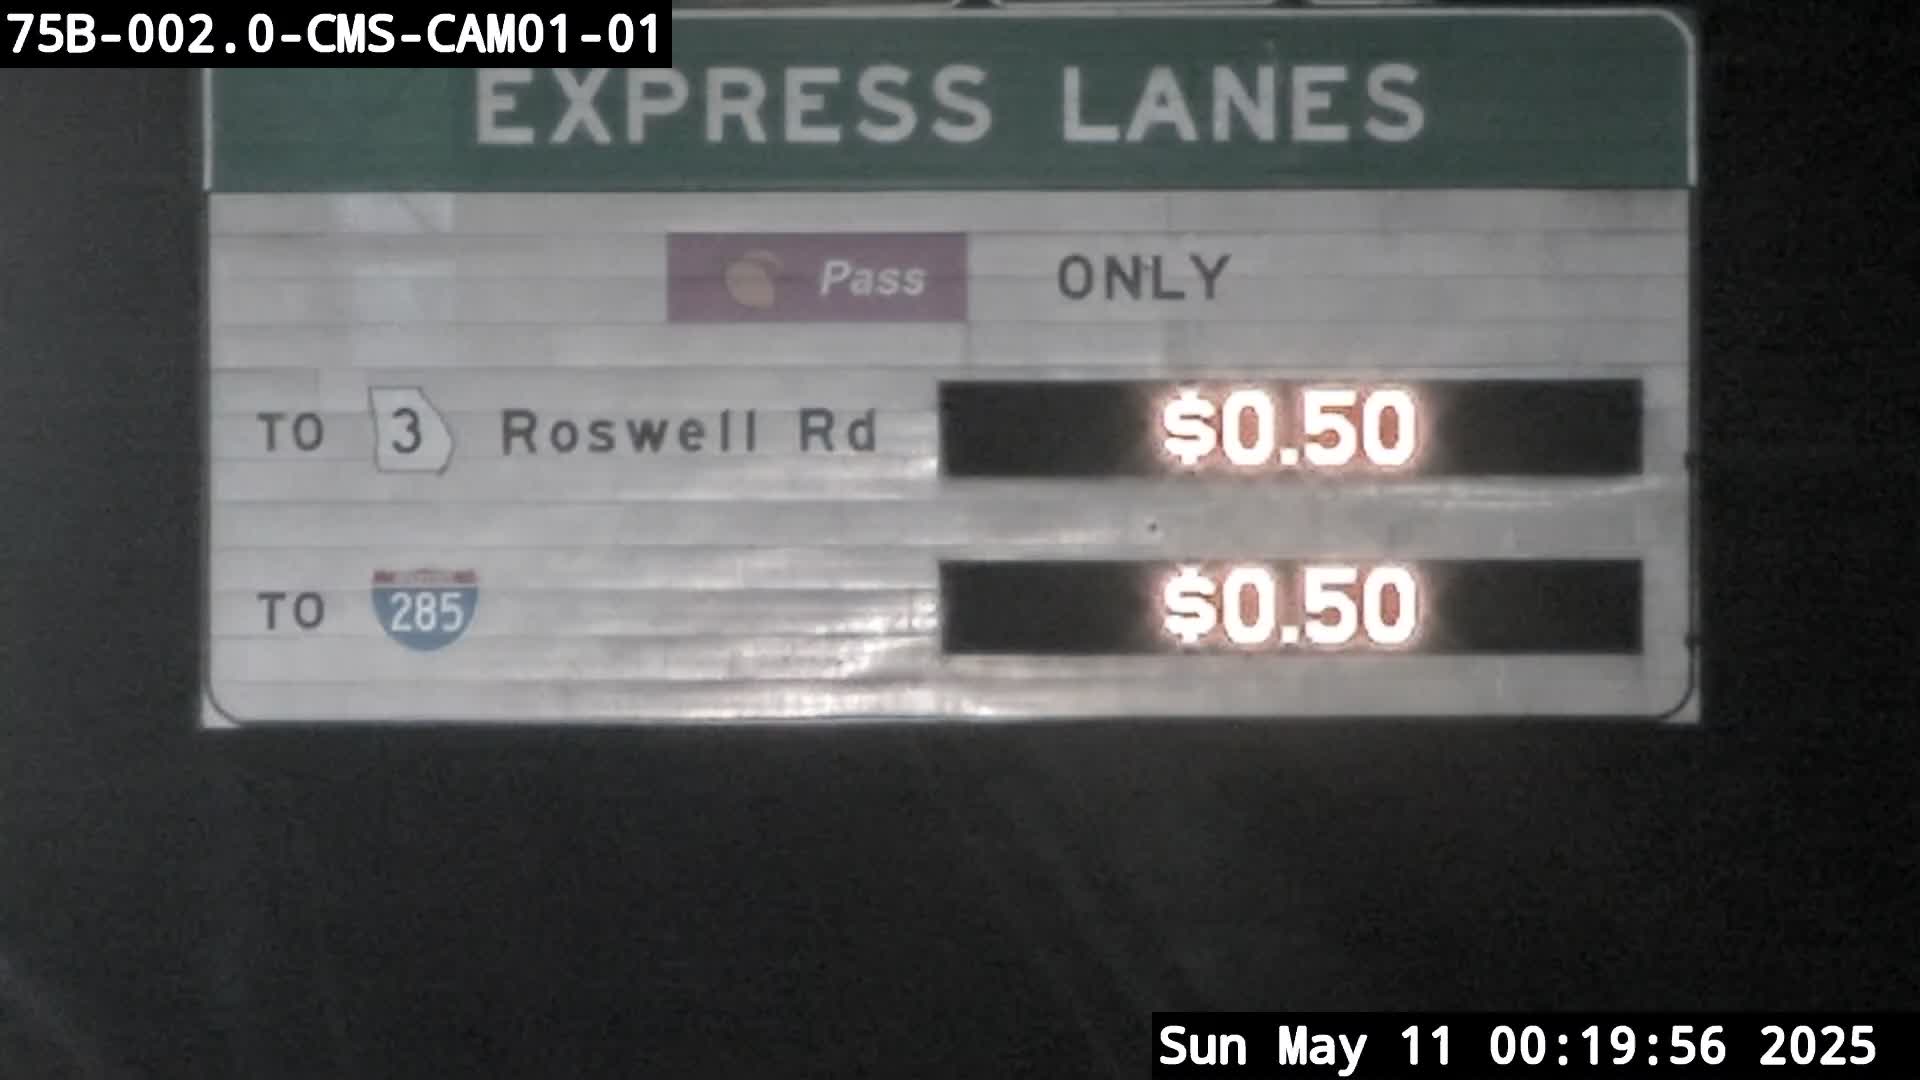 75B-002.0-CMS-CAM01-01
EXPRESS LANES
Pass ONLY
TO 3 Roswell Rd $0.50
TO 285 $0.50
Sun May 11 00:19:56 2025